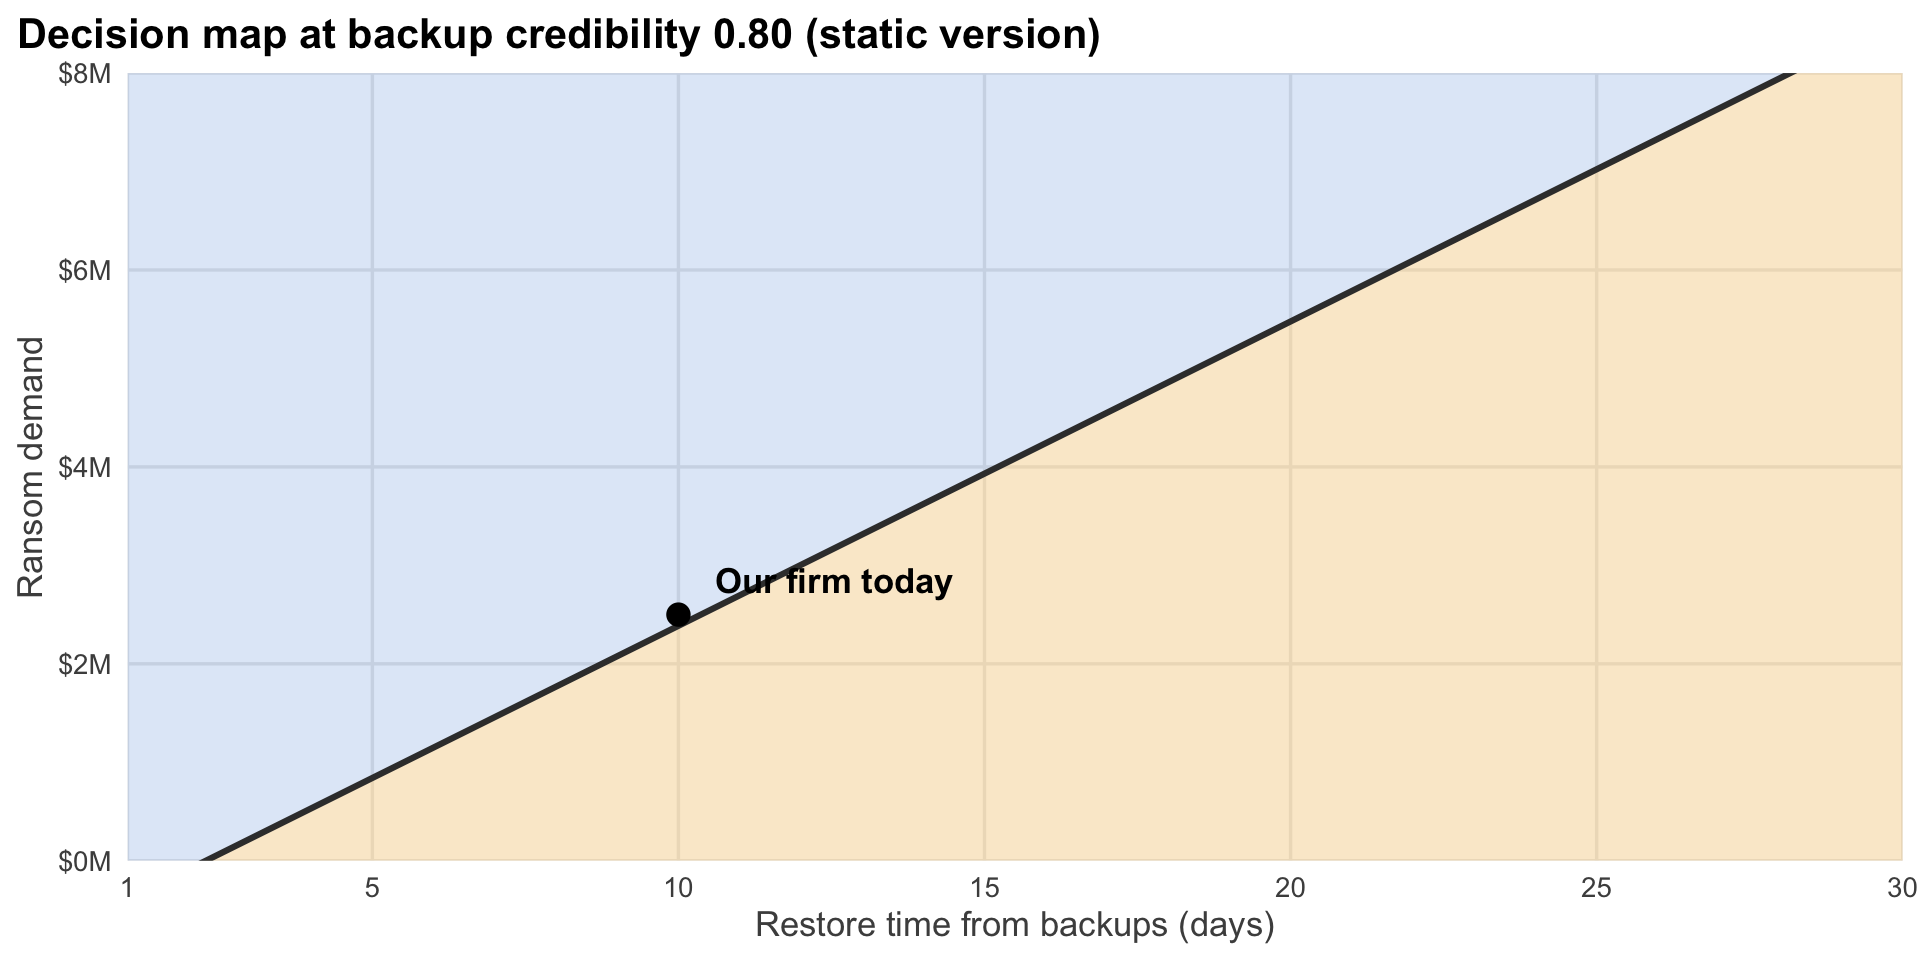 Decision map at backup credibility 0.80 (static version)
$8M
$6M
$4M
$2M
$0M
Ransom demand
Our firm today
1 5 10 15 20 25 30
Restore time from backups (days)